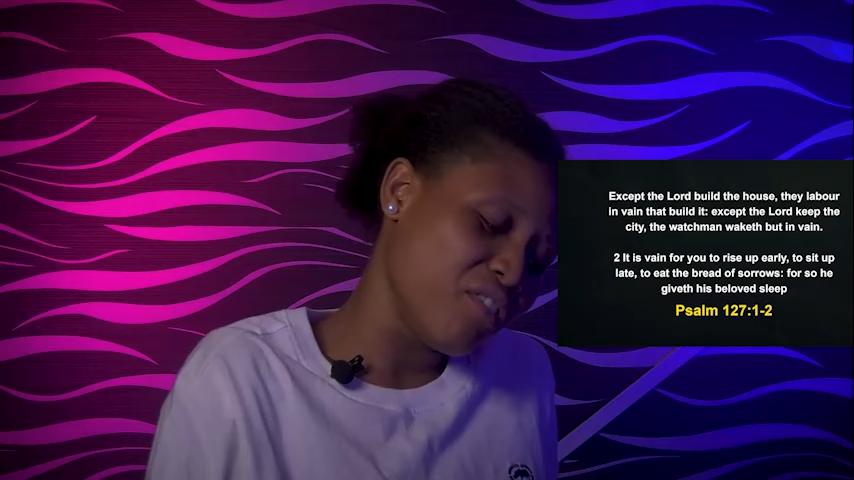 Except the Lord build the house, they labour
in vain that build it: except the Lord keep the
city, the watchman waketh but in vain.
2 It is vain for you to rise up early, to sit up
late, to eat the bread of sorrows: for so he
giveth his beloved sleep
Psalm 127:1-2